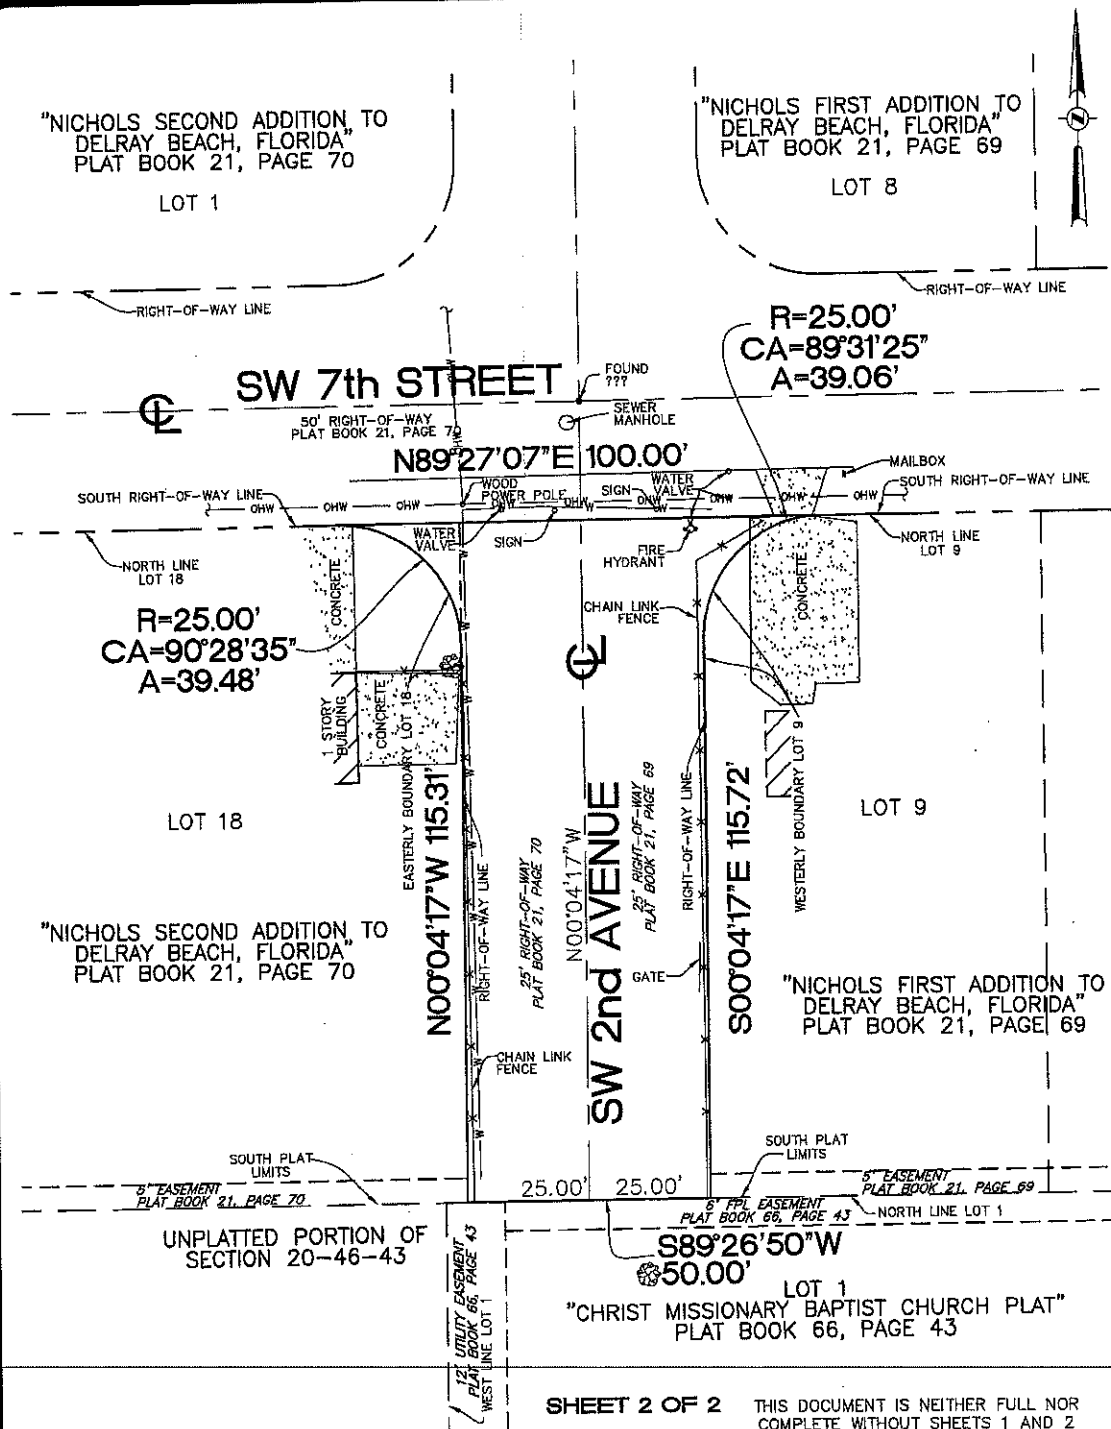 "NICHOLS SECOND ADDITION TO
DELRAY BEACH, FLORIDA"
PLAT BOOK 21, PAGE 70
LOT 1
"NICHOLS FIRST ADDITION TO
DELRAY BEACH, FLORIDA"
PLAT BOOK 21, PAGE 69
LOT 8
N
RIGHT-OF-WAY LINE
RIGHT-OF-WAY LINE
R=25.00'
CA=89°31'25"
A=39.06'
SW 7th STREET
FOUND
???
SEWER
MANHOLE
CL
50' RIGHT-OF-WAY
PLAT BOOK 21, PAGE 70
OHW
OHW
N89°27'07"E 100.00'
MAILBOX
SOUTH RIGHT-OF-WAY LINE
SOUTH RIGHT-OF-WAY LINE
WOOD
POWER POLE
WATER
VALVE
SIGN
OHW OHW OHW OHW OHW OHW OHW OHW
W W
NORTH LINE
LOT 18
WATER
VALVE
SIGN
FIRE
HYDRANT
NORTH LINE
LOT 9
CONCRETE
CONCRETE
CHAIN LINK
FENCE
R=25.00'
CA=90°28'35"
A=39.48'
CL
1 STORY
BUILDING
CONCRETE
EASTERLY BOUNDARY LOT 18
WESTERLY BOUNDARY LOT 9
LOT 18
LOT 9
N00°04'17"W 115.31'
RIGHT-OF-WAY LINE
25' RIGHT-OF-WAY
PLAT BOOK 21, PAGE 70
N00°04'17"W
SW 2nd AVENUE
25' RIGHT-OF-WAY
PLAT BOOK 21, PAGE 69
RIGHT-OF-WAY LINE
S00°04'17"E 115.72'
"NICHOLS SECOND ADDITION TO
DELRAY BEACH, FLORIDA"
PLAT BOOK 21, PAGE 70
GATE
"NICHOLS FIRST ADDITION TO
DELRAY BEACH, FLORIDA"
PLAT BOOK 21, PAGE 69
CHAIN LINK
FENCE
SOUTH PLAT
LIMITS
SOUTH PLAT
LIMITS
5' EASEMENT
PLAT BOOK 21, PAGE 70
25.00' 25.00'
5' EASEMENT
PLAT BOOK 21, PAGE 69
6' FPL EASEMENT
PLAT BOOK 66, PAGE 43
NORTH LINE LOT 1
UNPLATTED PORTION OF
SECTION 20-46-43
12' UTILITY EASEMENT
PLAT BOOK 66, PAGE 43
WEST LINE LOT 1
S89°26'50"W
50.00'
LOT 1
"CHRIST MISSIONARY BAPTIST CHURCH PLAT"
PLAT BOOK 66, PAGE 43
SHEET 2 OF 2
THIS DOCUMENT IS NEITHER FULL NOR
COMPLETE WITHOUT SHEETS 1 AND 2